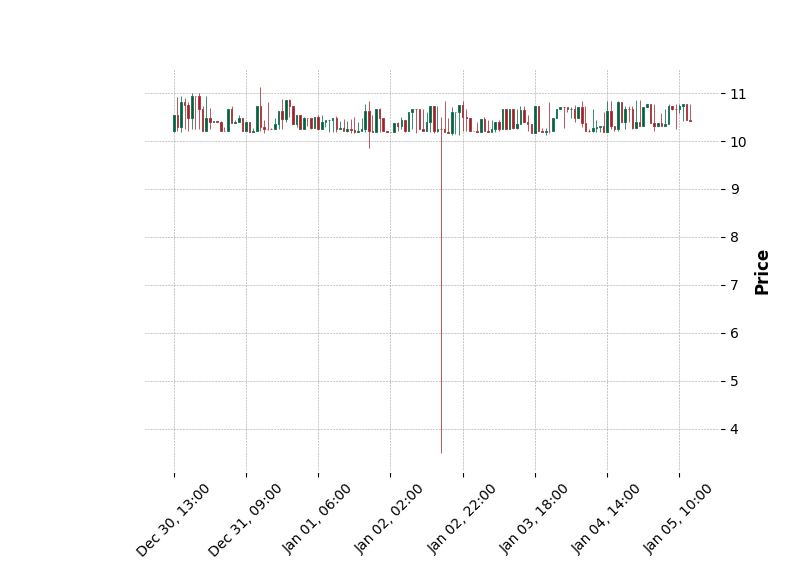 11
10
9
8
7
6
5
4
Price
Dec 30, 13:00
Dec 31, 09:00
Jan 01, 06:00
Jan 02, 02:00
Jan 02, 22:00
Jan 03, 18:00
Jan 04, 14:00
Jan 05, 10:00